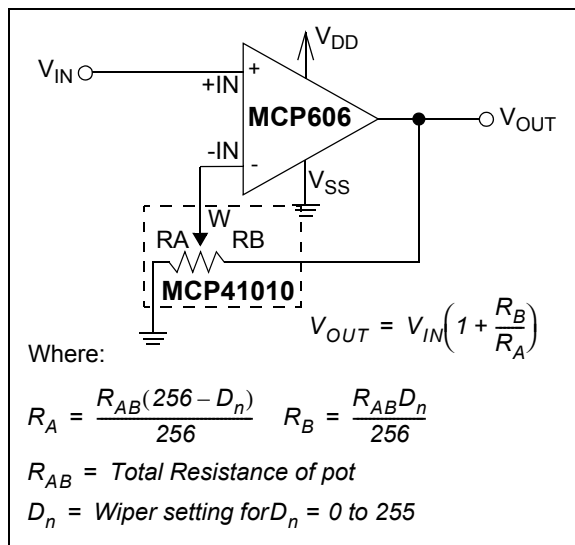 V_DD
V_IN
+IN
+
MCP606
V_OUT
-IN
-
V_SS
W
RA RB
MCP41010
V_OUT = V_IN(1 + R_B/R_A)
Where:
R_A = R_AB(256 – D_n)/256 R_B = R_AB D_n/256
R_AB = Total Resistance of pot
D_n = Wiper setting forD_n = 0 to 255